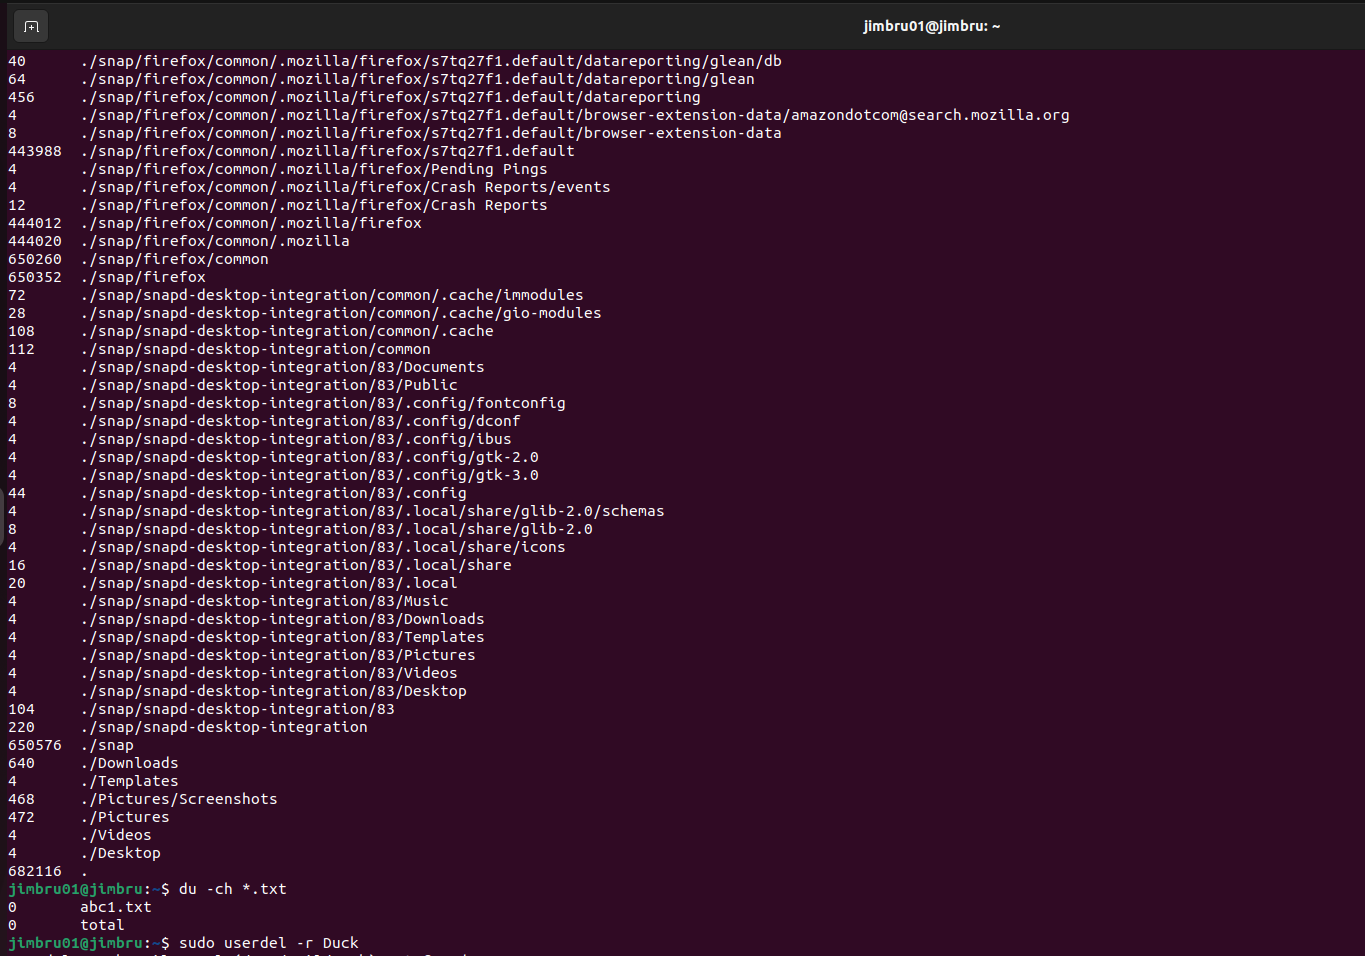 jimbru01@jimbru: ~
40 ./snap/firefox/common/.mozilla/firefox/s7tq27f1.default/datareporting/glean/db
64 ./snap/firefox/common/.mozilla/firefox/s7tq27f1.default/datareporting/glean
456 ./snap/firefox/common/.mozilla/firefox/s7tq27f1.default/datareporting
4 ./snap/firefox/common/.mozilla/firefox/s7tq27f1.default/browser-extension-data/amazondotcom@search.mozilla.org
8 ./snap/firefox/common/.mozilla/firefox/s7tq27f1.default/browser-extension-data
443988 ./snap/firefox/common/.mozilla/firefox/s7tq27f1.default
4 ./snap/firefox/common/.mozilla/firefox/Pending Pings
4 ./snap/firefox/common/.mozilla/firefox/Crash Reports/events
12 ./snap/firefox/common/.mozilla/firefox/Crash Reports
444012 ./snap/firefox/common/.mozilla/firefox
444020 ./snap/firefox/common/.mozilla
650260 ./snap/firefox/common
650352 ./snap/firefox
72 ./snap/snapd-desktop-integration/common/.cache/immodules
28 ./snap/snapd-desktop-integration/common/.cache/gio-modules
108 ./snap/snapd-desktop-integration/common/.cache
112 ./snap/snapd-desktop-integration/common
4 ./snap/snapd-desktop-integration/83/Documents
4 ./snap/snapd-desktop-integration/83/Public
8 ./snap/snapd-desktop-integration/83/.config/fontconfig
4 ./snap/snapd-desktop-integration/83/.config/dconf
4 ./snap/snapd-desktop-integration/83/.config/ibus
4 ./snap/snapd-desktop-integration/83/.config/gtk-2.0
4 ./snap/snapd-desktop-integration/83/.config/gtk-3.0
44 ./snap/snapd-desktop-integration/83/.config
4 ./snap/snapd-desktop-integration/83/.local/share/glib-2.0/schemas
8 ./snap/snapd-desktop-integration/83/.local/share/glib-2.0
4 ./snap/snapd-desktop-integration/83/.local/share/icons
16 ./snap/snapd-desktop-integration/83/.local/share
20 ./snap/snapd-desktop-integration/83/.local
4 ./snap/snapd-desktop-integration/83/Music
4 ./snap/snapd-desktop-integration/83/Downloads
4 ./snap/snapd-desktop-integration/83/Templates
4 ./snap/snapd-desktop-integration/83/Pictures
4 ./snap/snapd-desktop-integration/83/Videos
4 ./snap/snapd-desktop-integration/83/Desktop
104 ./snap/snapd-desktop-integration/83
220 ./snap/snapd-desktop-integration
650576 ./snap
640 ./Downloads
4 ./Templates
468 ./Pictures/Screenshots
472 ./Pictures
4 ./Videos
4 ./Desktop
682116 .
jimbru01@jimbru:~$ du -ch *.txt
0 abc1.txt
0 total
jimbru01@jimbru:~$ sudo userdel -r Duck